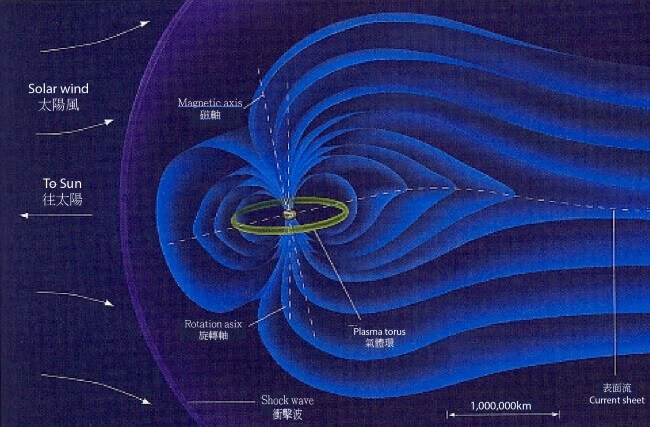 Solar wind
太陽風
Magnetic axis
磁軸
To Sun
往太陽
Rotation asix
旋轉軸
Plasma torus
氣體環
表面流
Current sheet
Shock wave
衝擊波
1,000,000km